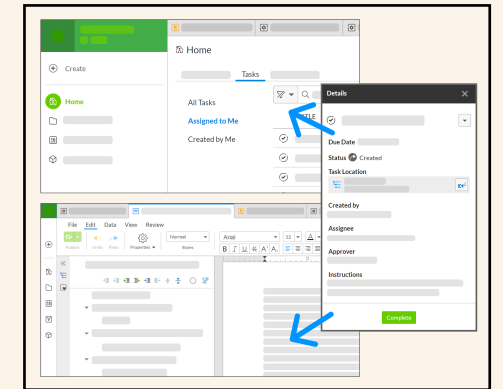 Home
Create
Tasks
Home
All Tasks
Details
TITLE
Assigned to Me
Created by Me
Due Date
Status Created
Task Location
Created by
File Edit Data View Review
Normal
Arial
12
A
Publish Undo Redo Properties Styles
B I U K A A
Assignee
Approver
Instructions
Complete